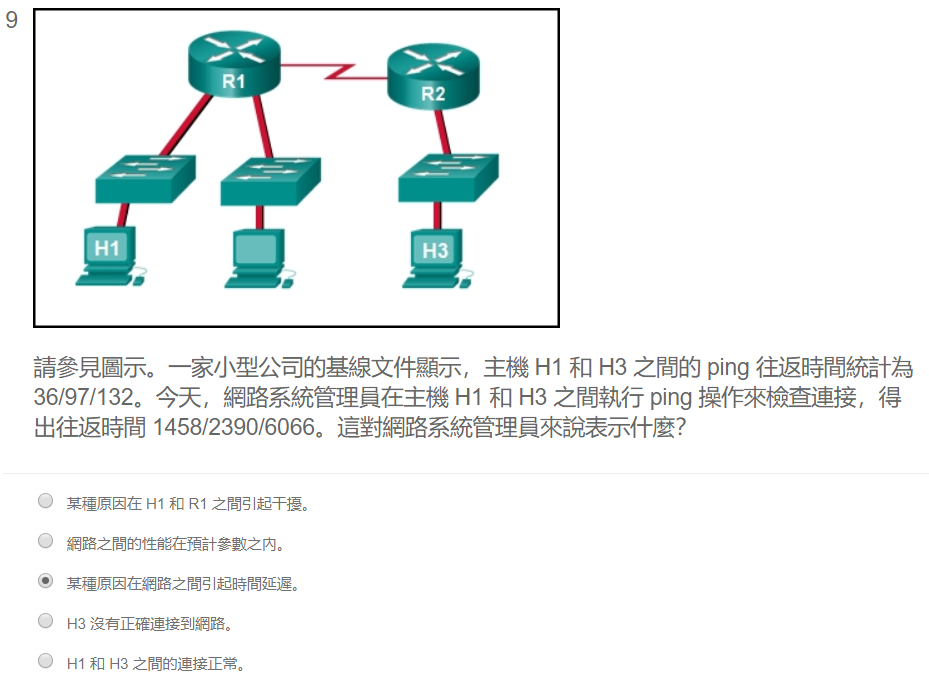 9
R1
R2
H1
H3
請參見圖示。一家小型公司的基線文件顯示，主機 H1 和 H3 之間的 ping 往返時間統計為
36/97/132。今天，網路系統管理員在主機 H1 和 H3 之間執行 ping 操作來檢查連接，得
出往返時間 1458/2390/6066。這對網路系統管理員來說表示什麼？
某種原因在 H1 和 R1 之間引起干擾。
網路之間的性能在預計參數之內。
某種原因在網路之間引起時間延遲。
H3 沒有正確連接到網路。
H1 和 H3 之間的連接正常。